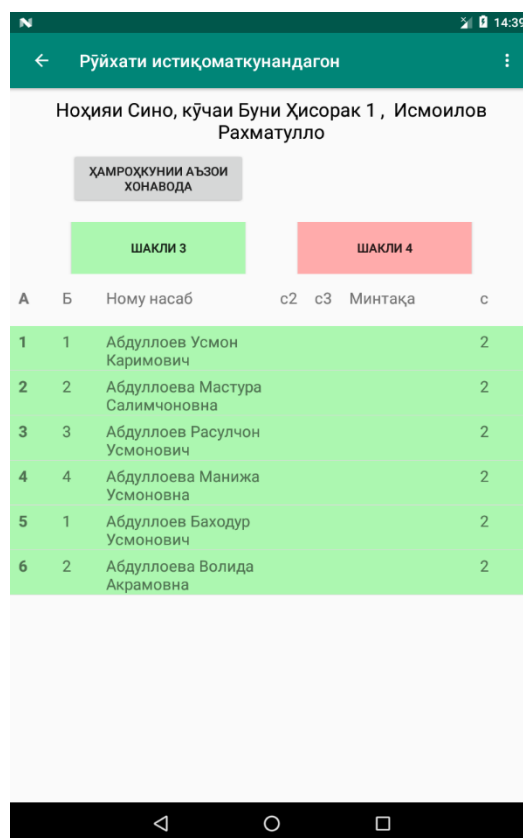 14:39
Рӯйхати истиқоматкунандагон
Ноҳияи Сино, кӯчаи Буни Ҳисорак 1 , Исмоилов
Рахматулло
ҲАМРОҲКУНИИ АЪЗОИ
ХОНАВОДА
ШАКЛИ 3 ШАКЛИ 4
А Б Ному насаб с2 с3 Минтақа с
1 1 Абдуллоев Усмон 2
Каримович
2 2 Абдуллоева Мастура 2
Салимчоновна
3 3 Абдуллоев Расулчон 2
Усмонович
4 4 Абдуллоева Манижа 2
Усмоновна
5 1 Абдуллоев Баходур 2
Усмонович
6 2 Абдуллоева Волида 2
Акрамовна